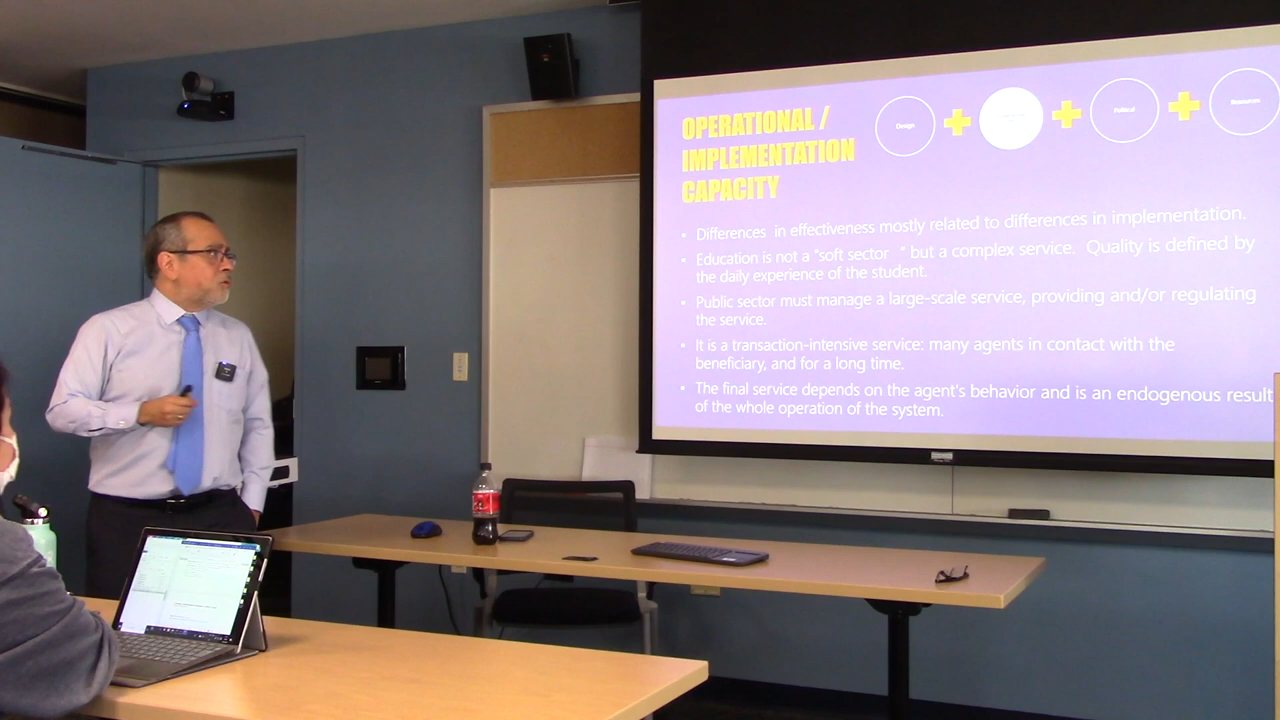 OPERATIONAL /
IMPLEMENTATION
CAPACITY
Design
Political
Resources
• Differences in effectiveness mostly related to differences in implementation.
• Education is not a "soft sector " but a complex service. Quality is defined by
the daily experience of the student.
• Public sector must manage a large-scale service, providing and/or regulating
the service.
• It is a transaction-intensive service: many agents in contact with the
beneficiary, and for a long time.
• The final service depends on the agent's behavior and is an endogenous result
of the whole operation of the system.